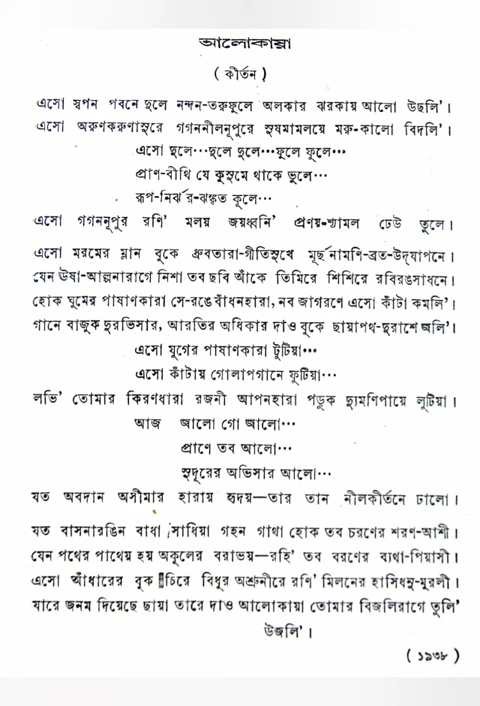 আলোকায়া
( কীর্তন )
এসো স্বপন পবনে দুলে নন্দন-তরুফুলে অলকার ঝরকায় আলো উছলি’।
এসো অরুণকরুণাসুরে গগননীলনূপুরে সুষমামলয়ে মরু-কালো বিদলি’।
এসো দুলে···দুলে দুলে···ফুলে ফুলে···
প্রাণ-বীথি যে কুসুমে থাকে ভুলে···
রূপ-নির্ঝর-ঝঙ্কৃত কূলে···
এসো গগননূপুর রণি’ মলয় জয়ধ্বনি’ প্রণয়-শ্যামল ঢেউ তুলে।
এসো মরমের ম্লান বুকে ধ্রুবতারা-গীতিসুখে মূর্ছনামণি-ব্রত-উদ্‌যাপনে।
যেন উষা-আল্পনারাগে নিশা তব ছবি আঁকে তিমিরে শিশিরে রবিরঙসাধনে।
হোক ঘুমের পাষাণকারা সে-রঙে বাঁধনহারা, নব জাগরণে এসো কাঁটা কমলি’।
গানে বাজুক দুরভিসার, আরতির অধিকার দাও বুকে ছায়াপথ-দুরাশে জ্বলি’।
এসো যুগের পাষাণকারা টুটিয়া···
এসো কাঁটায় গোলাপগানে ফুটিয়া···
লভি’ তোমার কিরণধারা রজনী আপনহারা পড়ুক দ্যুমণিপায়ে লুটিয়া।
আজ জালো গো জালো···
প্রাণে তব আলো···
সুদূরের অভিসার আলো···
যত অবদান অসীমার হারায় হৃদয়—তার তান নীলকীর্তনে ঢালো।
যত বাসনারঙিন বাধা সাধিয়া গহন গাথা হোক তব চরণের শরণ-আশী।
যেন পথের পাথেয় হয় অকূলের বরাভয়—রহি’ তব বরণের ব্যথা-পিয়াসী।
এসো আঁধারের বুক চিরে বিধুর অশ্রুনীরে রণি’ মিলনের হাসিধনু-মুরলী।
যারে জনম দিয়েছে ছায়া তারে দাও আলোকায়া তোমার বিজলিরাগে তুলি’
উজলি’।
( ১৯৩৮ )